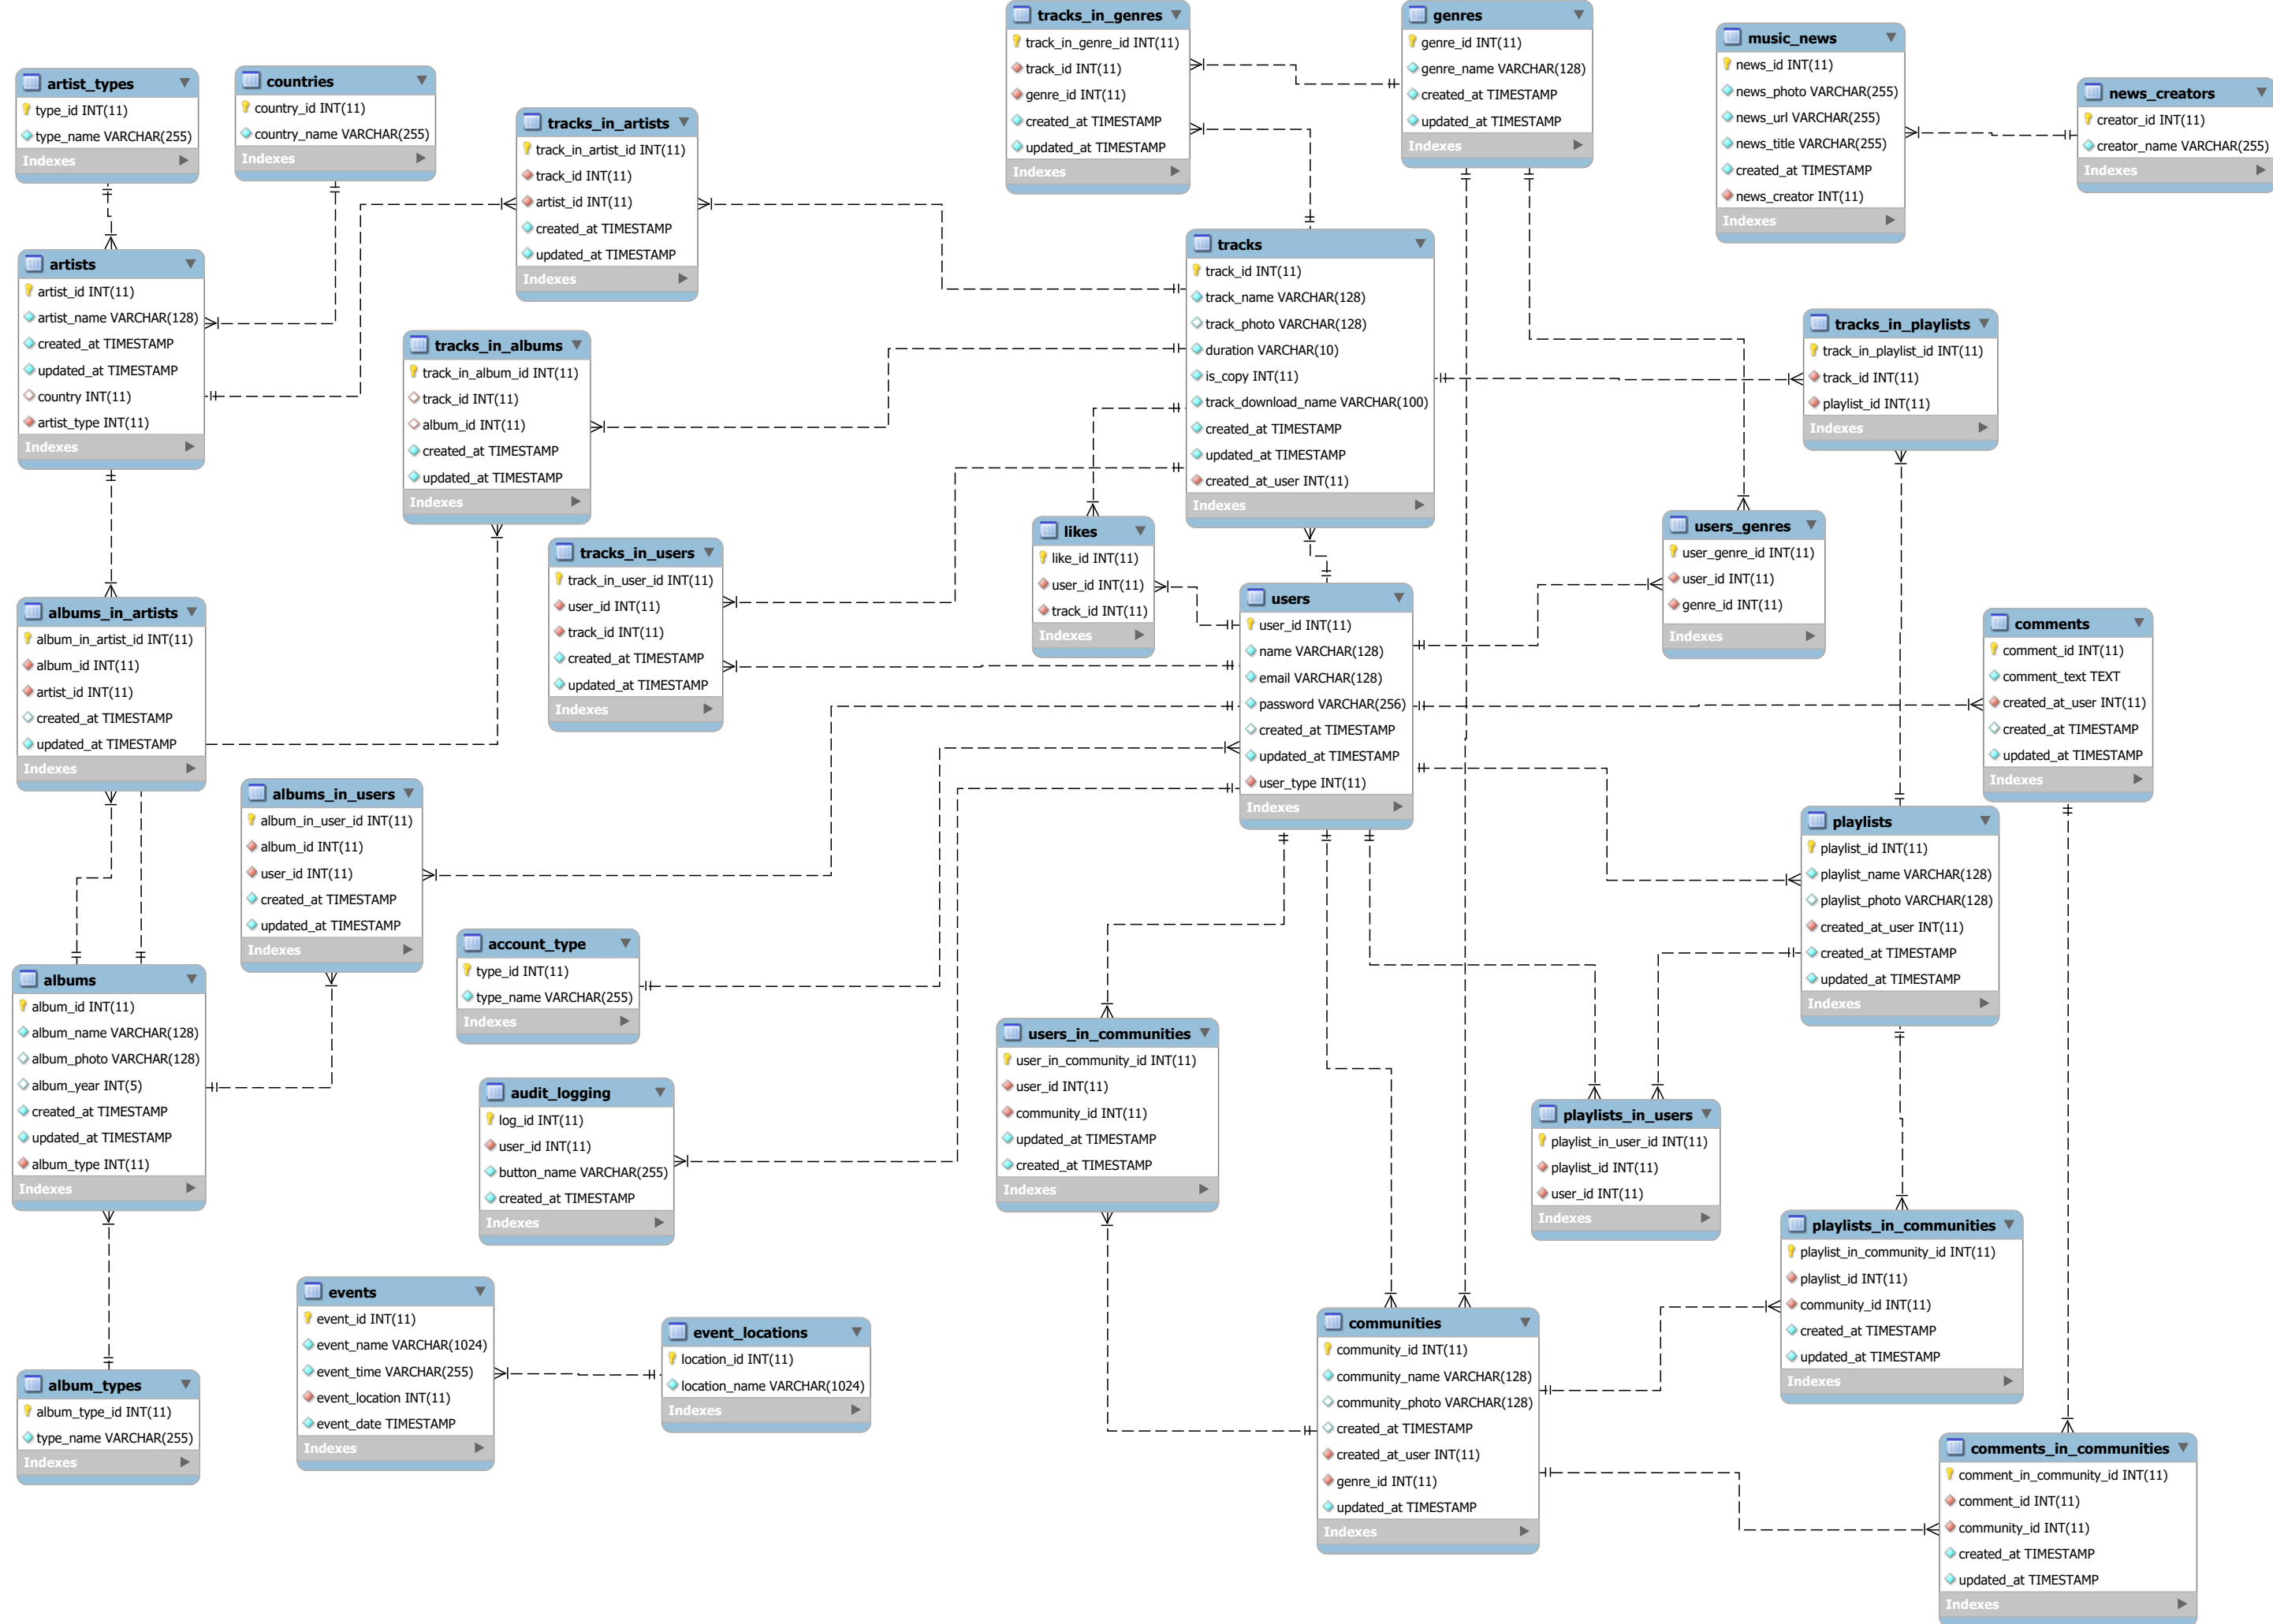 tracks_in_genres
track_in_genre_id INT(11)
track_id INT(11)
genre_id INT(11)
created_at TIMESTAMP
updated_at TIMESTAMP
Indexes
genres
genre_id INT(11)
genre_name VARCHAR(128)
created_at TIMESTAMP
updated_at TIMESTAMP
Indexes
music_news
news_id INT(11)
news_photo VARCHAR(255)
news_url VARCHAR(255)
news_title VARCHAR(255)
created_at TIMESTAMP
news_creator INT(11)
Indexes
news_creators
creator_id INT(11)
creator_name VARCHAR(255)
Indexes
artist_types
type_id INT(11)
type_name VARCHAR(255)
Indexes
countries
country_id INT(11)
country_name VARCHAR(255)
Indexes
tracks_in_artists
track_in_artist_id INT(11)
track_id INT(11)
artist_id INT(11)
created_at TIMESTAMP
updated_at TIMESTAMP
Indexes
artists
artist_id INT(11)
artist_name VARCHAR(128)
created_at TIMESTAMP
updated_at TIMESTAMP
country INT(11)
artist_type INT(11)
Indexes
tracks_in_albums
track_in_album_id INT(11)
track_id INT(11)
album_id INT(11)
created_at TIMESTAMP
updated_at TIMESTAMP
Indexes
tracks
track_id INT(11)
track_name VARCHAR(128)
track_photo VARCHAR(128)
duration VARCHAR(10)
is_copy INT(11)
track_download_name VARCHAR(100)
created_at TIMESTAMP
updated_at TIMESTAMP
created_at_user INT(11)
Indexes
tracks_in_playlists
track_in_playlist_id INT(11)
track_id INT(11)
playlist_id INT(11)
Indexes
likes
like_id INT(11)
user_id INT(11)
track_id INT(11)
Indexes
users_genres
user_genre_id INT(11)
user_id INT(11)
genre_id INT(11)
Indexes
tracks_in_users
track_in_user_id INT(11)
user_id INT(11)
track_id INT(11)
created_at TIMESTAMP
updated_at TIMESTAMP
Indexes
users
user_id INT(11)
name VARCHAR(128)
email VARCHAR(128)
password VARCHAR(256)
created_at TIMESTAMP
updated_at TIMESTAMP
user_type INT(11)
Indexes
comments
comment_id INT(11)
comment_text TEXT
created_at_user INT(11)
created_at TIMESTAMP
updated_at TIMESTAMP
Indexes
albums_in_artists
album_in_artist_id INT(11)
album_id INT(11)
artist_id INT(11)
created_at TIMESTAMP
updated_at TIMESTAMP
Indexes
albums_in_users
album_in_user_id INT(11)
album_id INT(11)
user_id INT(11)
created_at TIMESTAMP
updated_at TIMESTAMP
Indexes
playlists
playlist_id INT(11)
playlist_name VARCHAR(128)
playlist_photo VARCHAR(128)
created_at_user INT(11)
created_at TIMESTAMP
updated_at TIMESTAMP
Indexes
account_type
type_id INT(11)
type_name VARCHAR(255)
Indexes
albums
album_id INT(11)
album_name VARCHAR(128)
album_photo VARCHAR(128)
album_year INT(5)
created_at TIMESTAMP
updated_at TIMESTAMP
album_type INT(11)
Indexes
users_in_communities
user_in_community_id INT(11)
user_id INT(11)
community_id INT(11)
updated_at TIMESTAMP
created_at TIMESTAMP
Indexes
audit_logging
log_id INT(11)
user_id INT(11)
button_name VARCHAR(255)
created_at TIMESTAMP
Indexes
playlists_in_users
playlist_in_user_id INT(11)
playlist_id INT(11)
user_id INT(11)
Indexes
playlists_in_communities
playlist_in_community_id INT(11)
playlist_id INT(11)
community_id INT(11)
created_at TIMESTAMP
updated_at TIMESTAMP
Indexes
events
event_id INT(11)
event_name VARCHAR(1024)
event_time VARCHAR(255)
event_location INT(11)
event_date TIMESTAMP
Indexes
event_locations
location_id INT(11)
location_name VARCHAR(1024)
Indexes
communities
community_id INT(11)
community_name VARCHAR(128)
community_photo VARCHAR(128)
created_at TIMESTAMP
created_at_user INT(11)
genre_id INT(11)
updated_at TIMESTAMP
Indexes
album_types
album_type_id INT(11)
type_name VARCHAR(255)
Indexes
comments_in_communities
comment_in_community_id INT(11)
comment_id INT(11)
community_id INT(11)
created_at TIMESTAMP
updated_at TIMESTAMP
Indexes